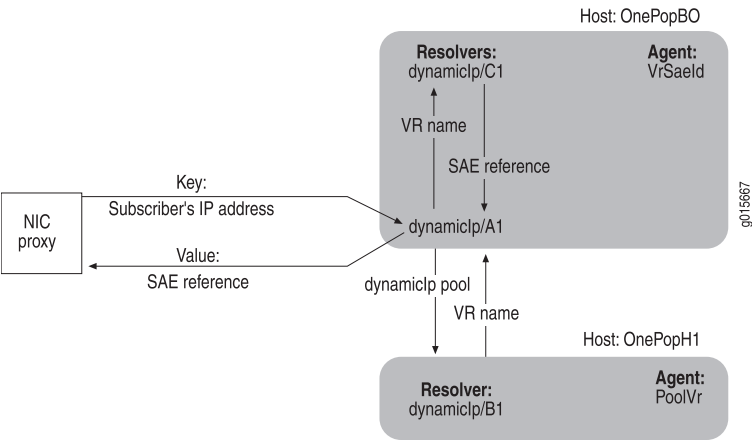 Host: OnePopBO
Resolvers:
dynamicIp/C1
Agent:
VrSaeId
VR name
SAE reference
Key:
Subscriber's IP address
NIC
proxy
dynamicIp/A1
Value:
SAE reference
dynamicIp pool
VR name
Host: OnePopH1
Resolver:
dynamicIp/B1
Agent:
PoolVr
g015667